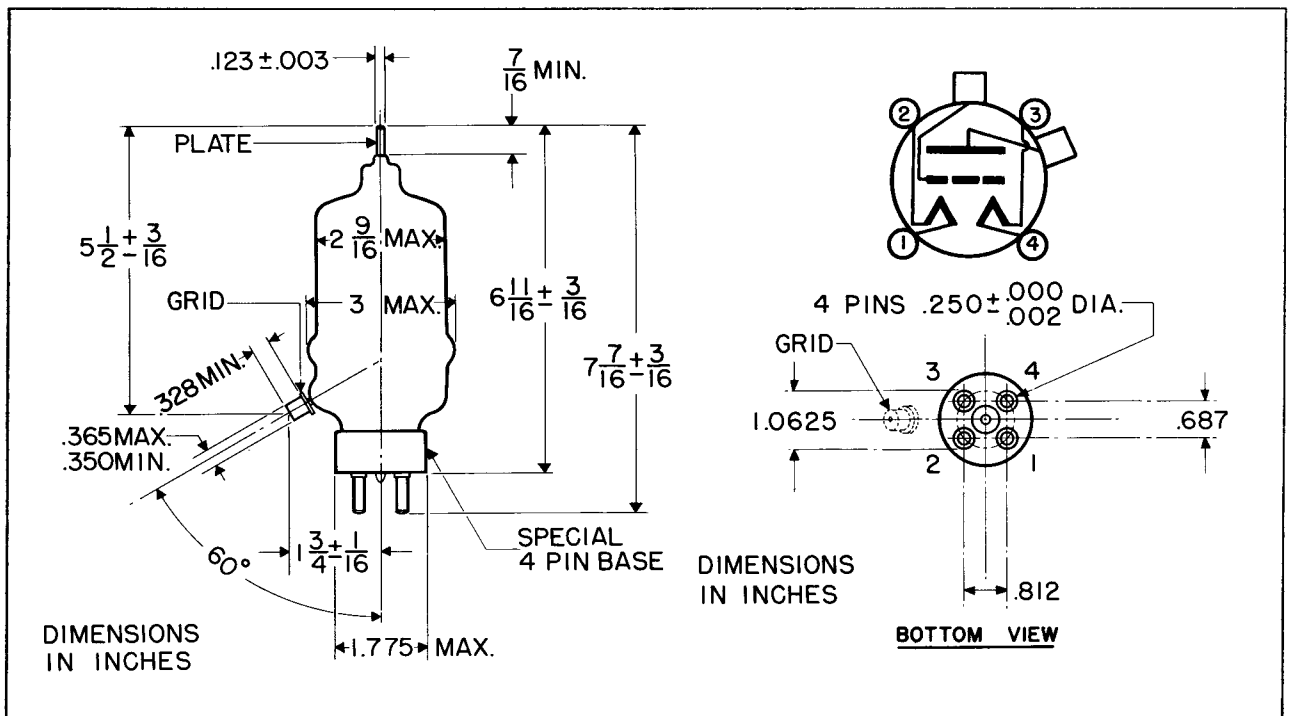 .123 ± .003
7/16 MIN.
PLATE
5 1/2 ± 3/16
2 9/16 MAX.
GRID
3 MAX.
6 11/16 ± 3/16
7 7/16 ± 3/16
.328 MIN.
.365 MAX.
.350 MIN.
60°
1 3/4 ± 1/16
SPECIAL
4 PIN BASE
1.775 MAX.
DIMENSIONS
IN INCHES
2
3
1
4
4 PINS .250 ± .000
.002 DIA.
GRID
3
4
1.0625
.687
2
1
.812
DIMENSIONS
IN INCHES
BOTTOM VIEW